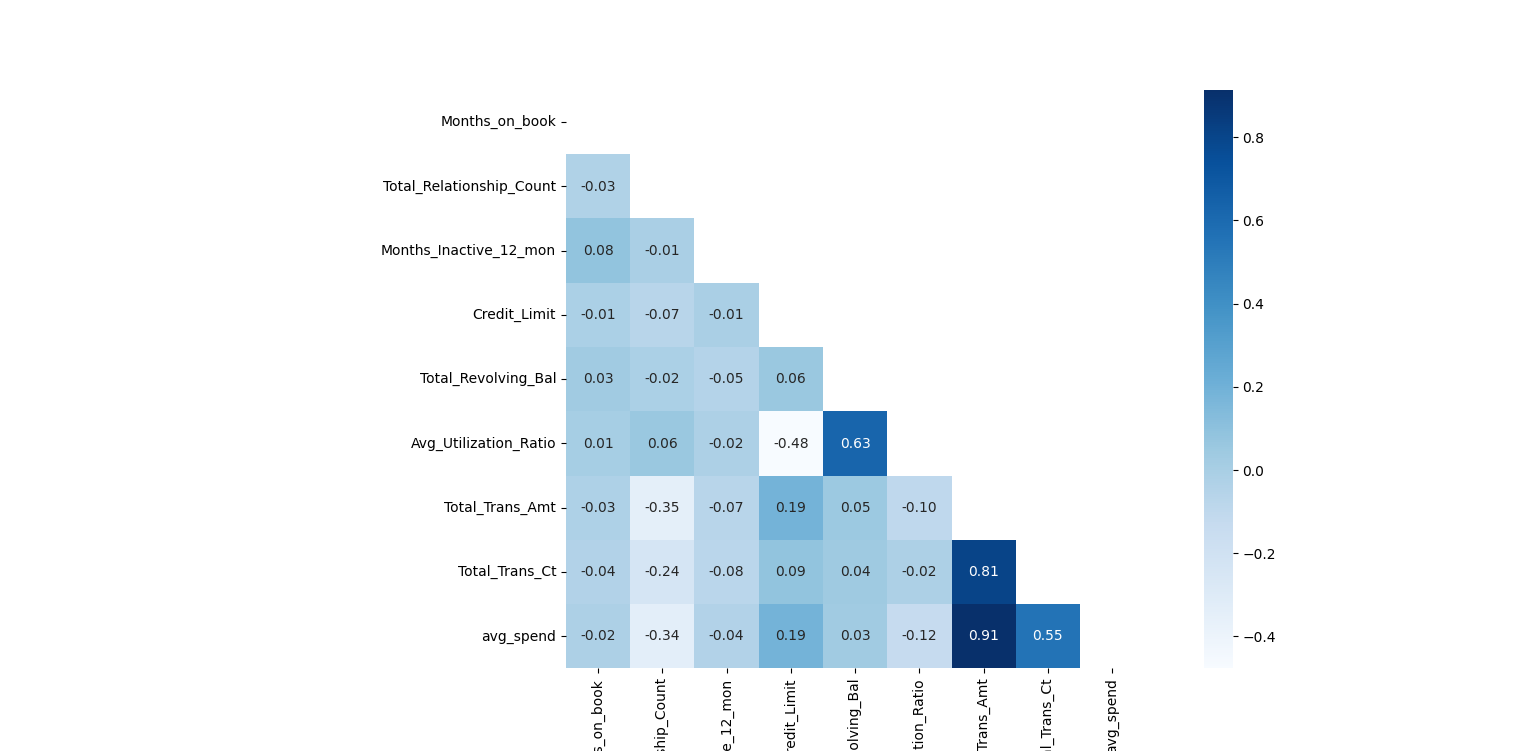 Months_on_book
Total_Relationship_Count
-0.03
Months_Inactive_12_mon
0.08 -0.01
Credit_Limit
-0.01 -0.07 -0.01
Total_Revolving_Bal
0.03 -0.02 -0.05 0.06
Avg_Utilization_Ratio
0.01 0.06 -0.02 -0.48 0.63
Total_Trans_Amt
-0.03 -0.35 -0.07 0.19 0.05 -0.10
Total_Trans_Ct
-0.04 -0.24 -0.08 0.09 0.04 -0.02 0.81
avg_spend
-0.02 -0.34 -0.04 0.19 0.03 -0.12 0.91 0.55
s_on_book
ship_Count
e_12_mon
redit_Limit
olving_Bal
tion_Ratio
Trans_Amt
l_Trans_Ct
avg_spend
0.8
0.6
0.4
0.2
0.0
−0.2
−0.4